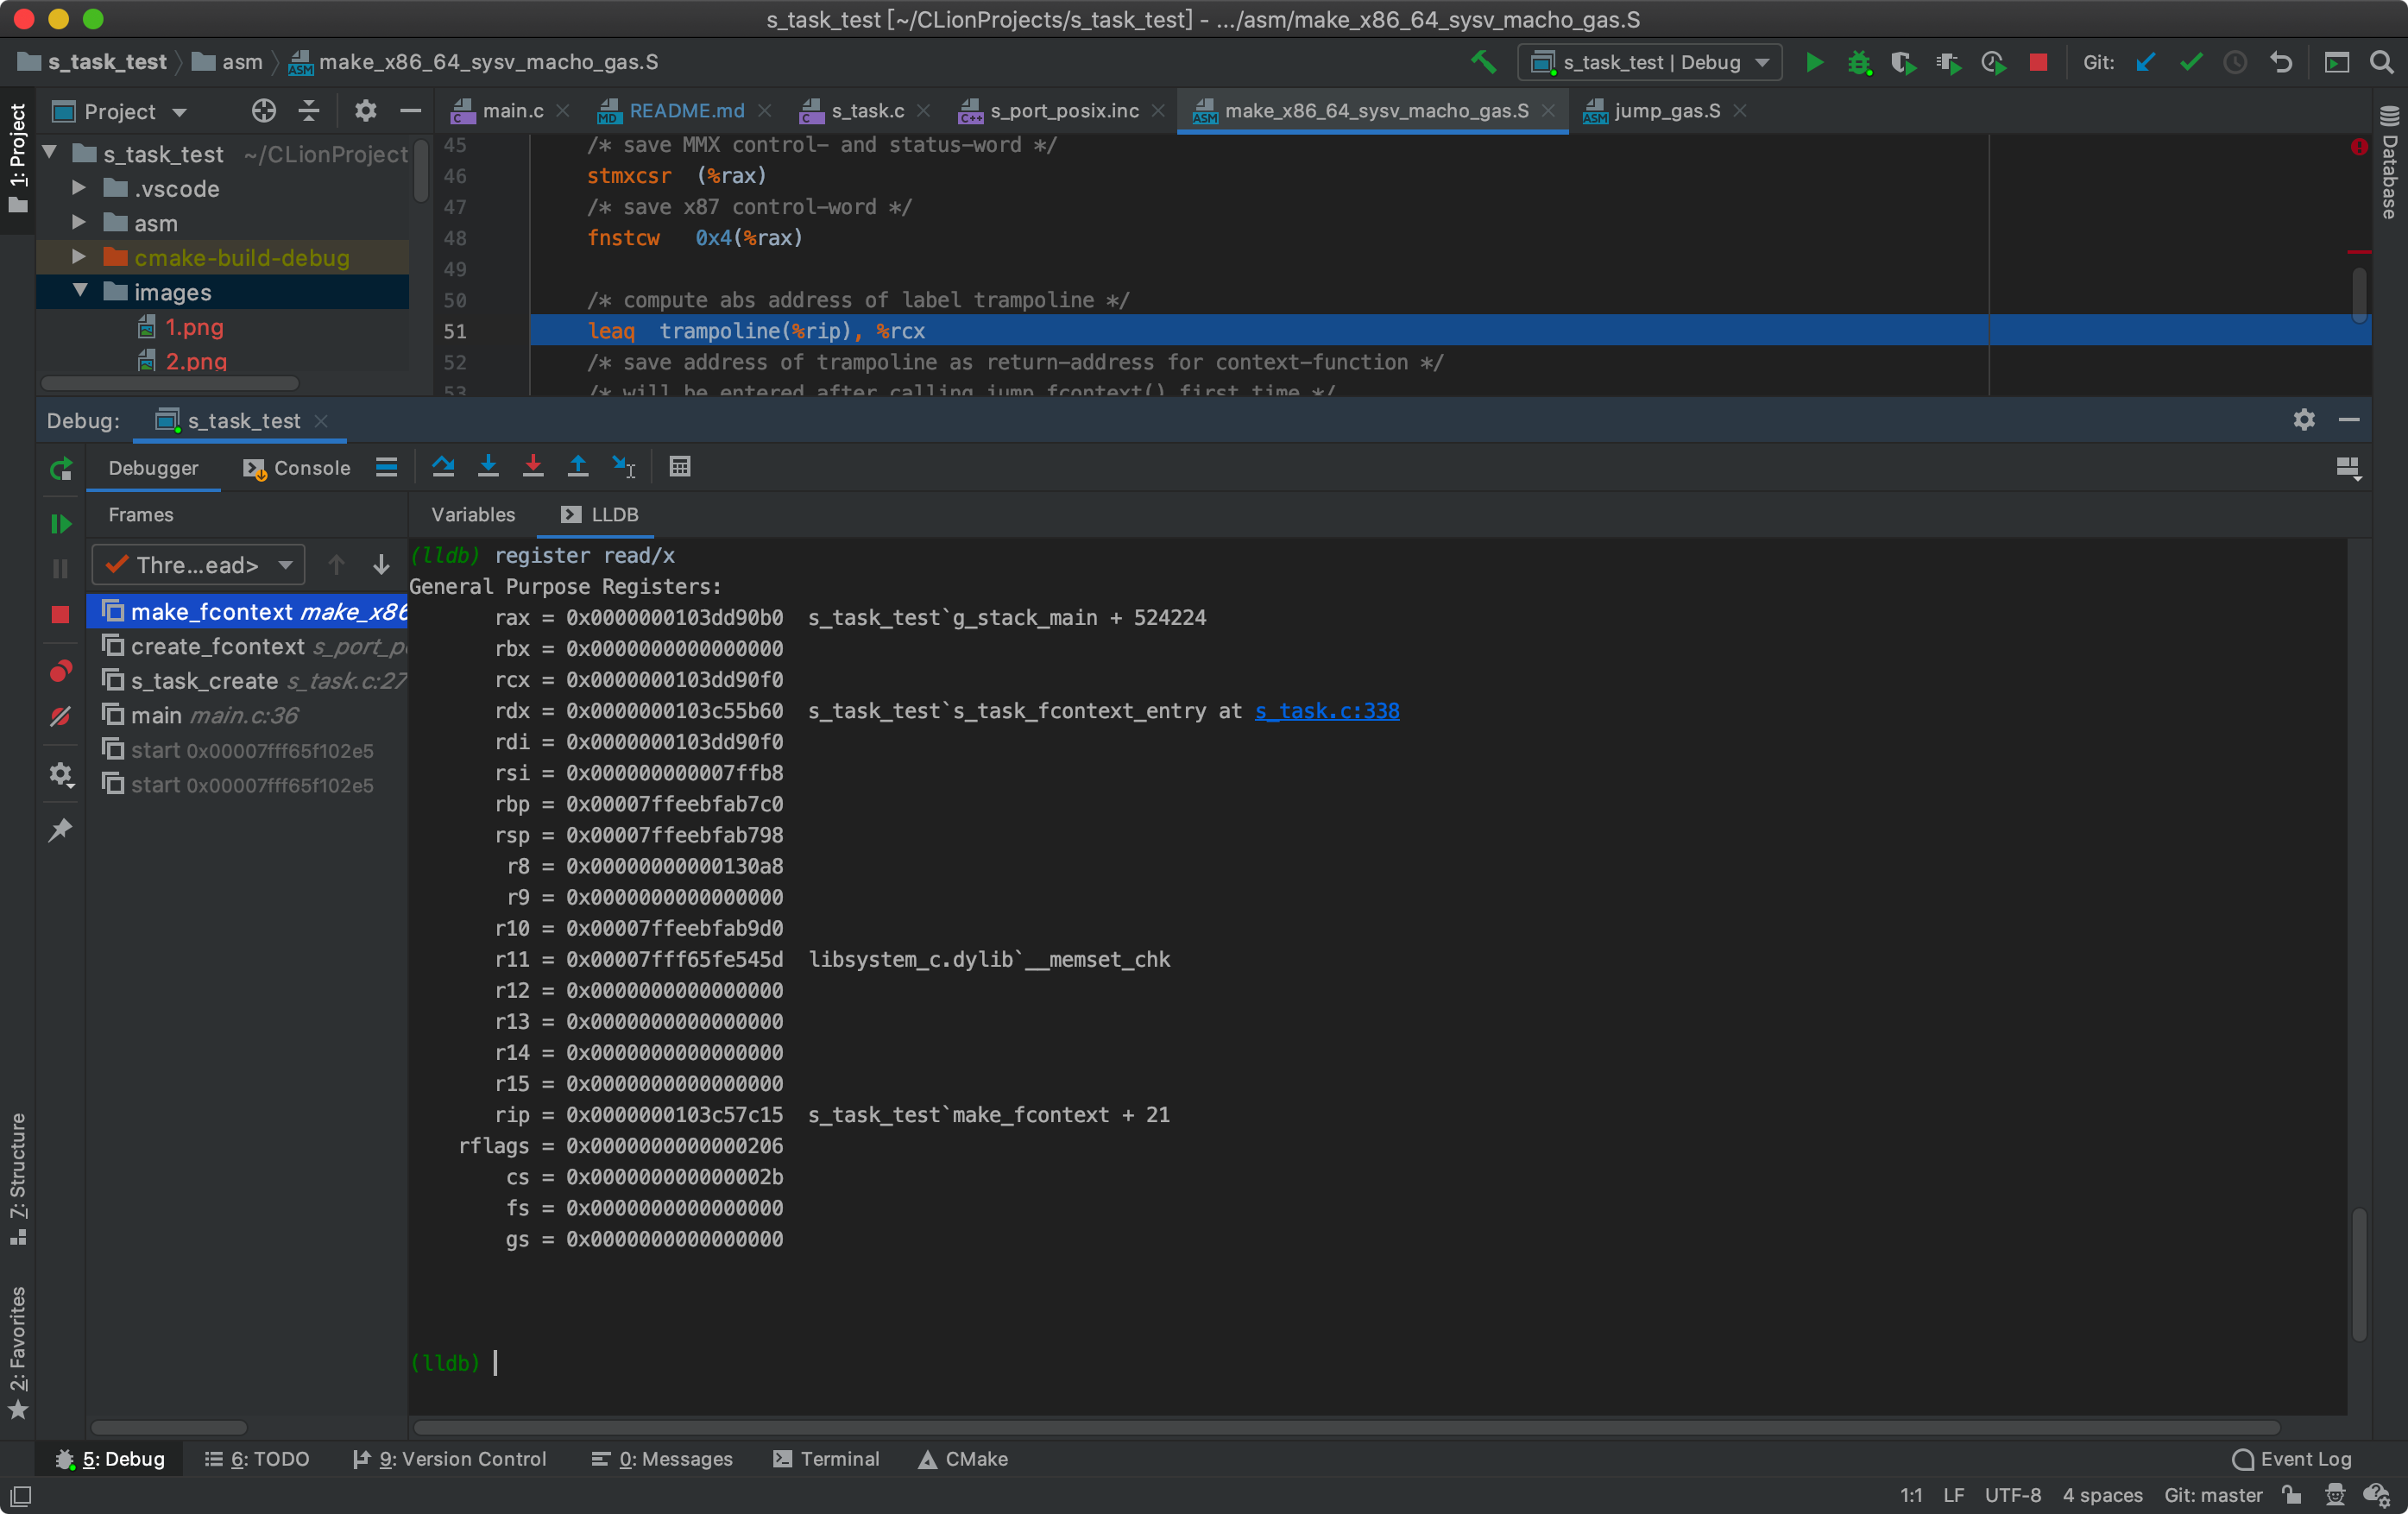 s_task_test [~/CLionProjects/s_task_test] - .../asm/make_x86_64_sysv_macho_gas.S
s_task_test asm make_x86_64_sysv_macho_gas.S s_task_test | Debug Git:
1: Project
Project
main.c README.md s_task.c s_port_posix.inc make_x86_64_sysv_macho_gas.S jump_gas.S
Database
s_task_test ~/CLionProject
.vscode
asm
cmake-build-debug
images
1.png
2.png
45 /* save MMX control- and status-word */
46 stmxcsr (%rax)
47 /* save x87 control-word */
48 fnstcw 0x4(%rax)
49
50 /* compute abs address of label trampoline */
51 leaq trampoline(%rip), %rcx
52 /* save address of trampoline as return-address for context-function */
53 /* will be entered after calling jump_fcontext() first time */
Debug: s_task_test
Debugger Console
Frames
Variables LLDB
Thre...ead>
make_fcontext make_x86
create_fcontext s_port_p
s_task_create s_task.c:27
main main.c:36
start 0x00007fff65f102e5
start 0x00007fff65f102e5
(lldb) register read/x
General Purpose Registers:
rax = 0x0000000103dd90b0 s_task_test`g_stack_main + 524224
rbx = 0x0000000000000000
rcx = 0x0000000103dd90f0
rdx = 0x0000000103c55b60 s_task_test`s_task_fcontext_entry at s_task.c:338
rdi = 0x0000000103dd90f0
rsi = 0x000000000007ffb8
rbp = 0x00007ffeebfab7c0
rsp = 0x00007ffeebfab798
r8 = 0x00000000000130a8
r9 = 0x0000000000000000
r10 = 0x00007ffeebfab9d0
r11 = 0x00007fff65fe545d libsystem_c.dylib`__memset_chk
r12 = 0x0000000000000000
r13 = 0x0000000000000000
r14 = 0x0000000000000000
r15 = 0x0000000000000000
rip = 0x0000000103c57c15 s_task_test`make_fcontext + 21
rflags = 0x0000000000000206
cs = 0x000000000000002b
fs = 0x0000000000000000
gs = 0x0000000000000000
(lldb)
7: Structure
2: Favorites
5: Debug 6: TODO 9: Version Control 0: Messages Terminal CMake Event Log
1:1 LF UTF-8 4 spaces Git: master